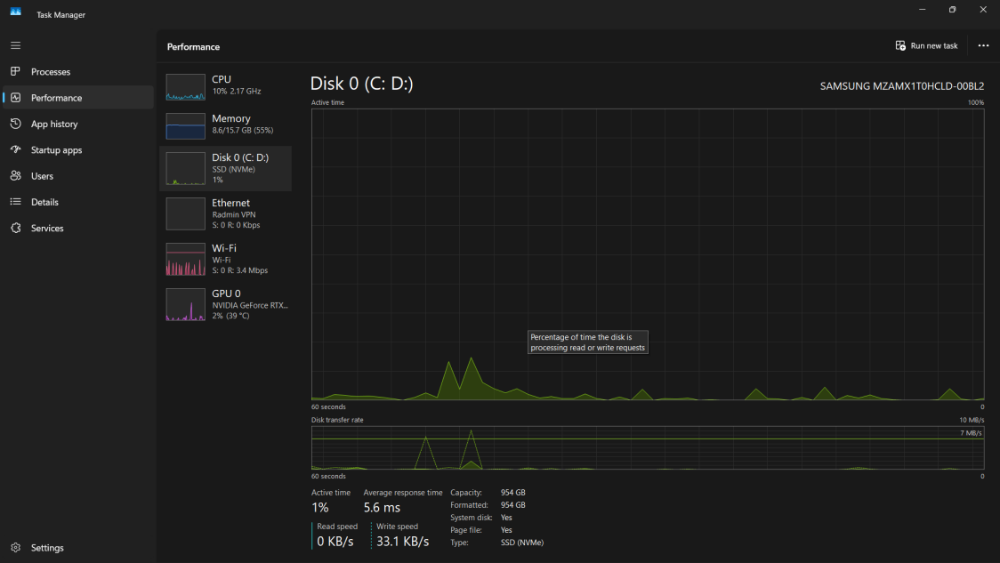 Task Manager
Processes
Performance
App history
Startup apps
Users
Details
Services
Settings
Performance
Run new task
CPU
10% 2.17 GHz
Memory
8.6/15.7 GB (55%)
Disk 0 (C: D:)
SSD (NVMe)
1%
Ethernet
Radmin VPN
S: 0 R: 0 Kbps
Wi-Fi
Wi-Fi
S: 0 R: 3.4 Mbps
GPU 0
NVIDIA GeForce RTX...
2% (39 °C)
Disk 0 (C: D:)
SAMSUNG MZAMX1T0HCLD-00BL2
Active time
100%
Percentage of time the disk is
processing read or write requests
60 seconds
0
Disk transfer rate
10 MB/s
7 MB/s
60 seconds
0
Active time
1%
Average response time
5.6 ms
Read speed
0 KB/s
Write speed
33.1 KB/s
Capacity: 954 GB
Formatted: 954 GB
System disk: Yes
Page file: Yes
Type: SSD (NVMe)